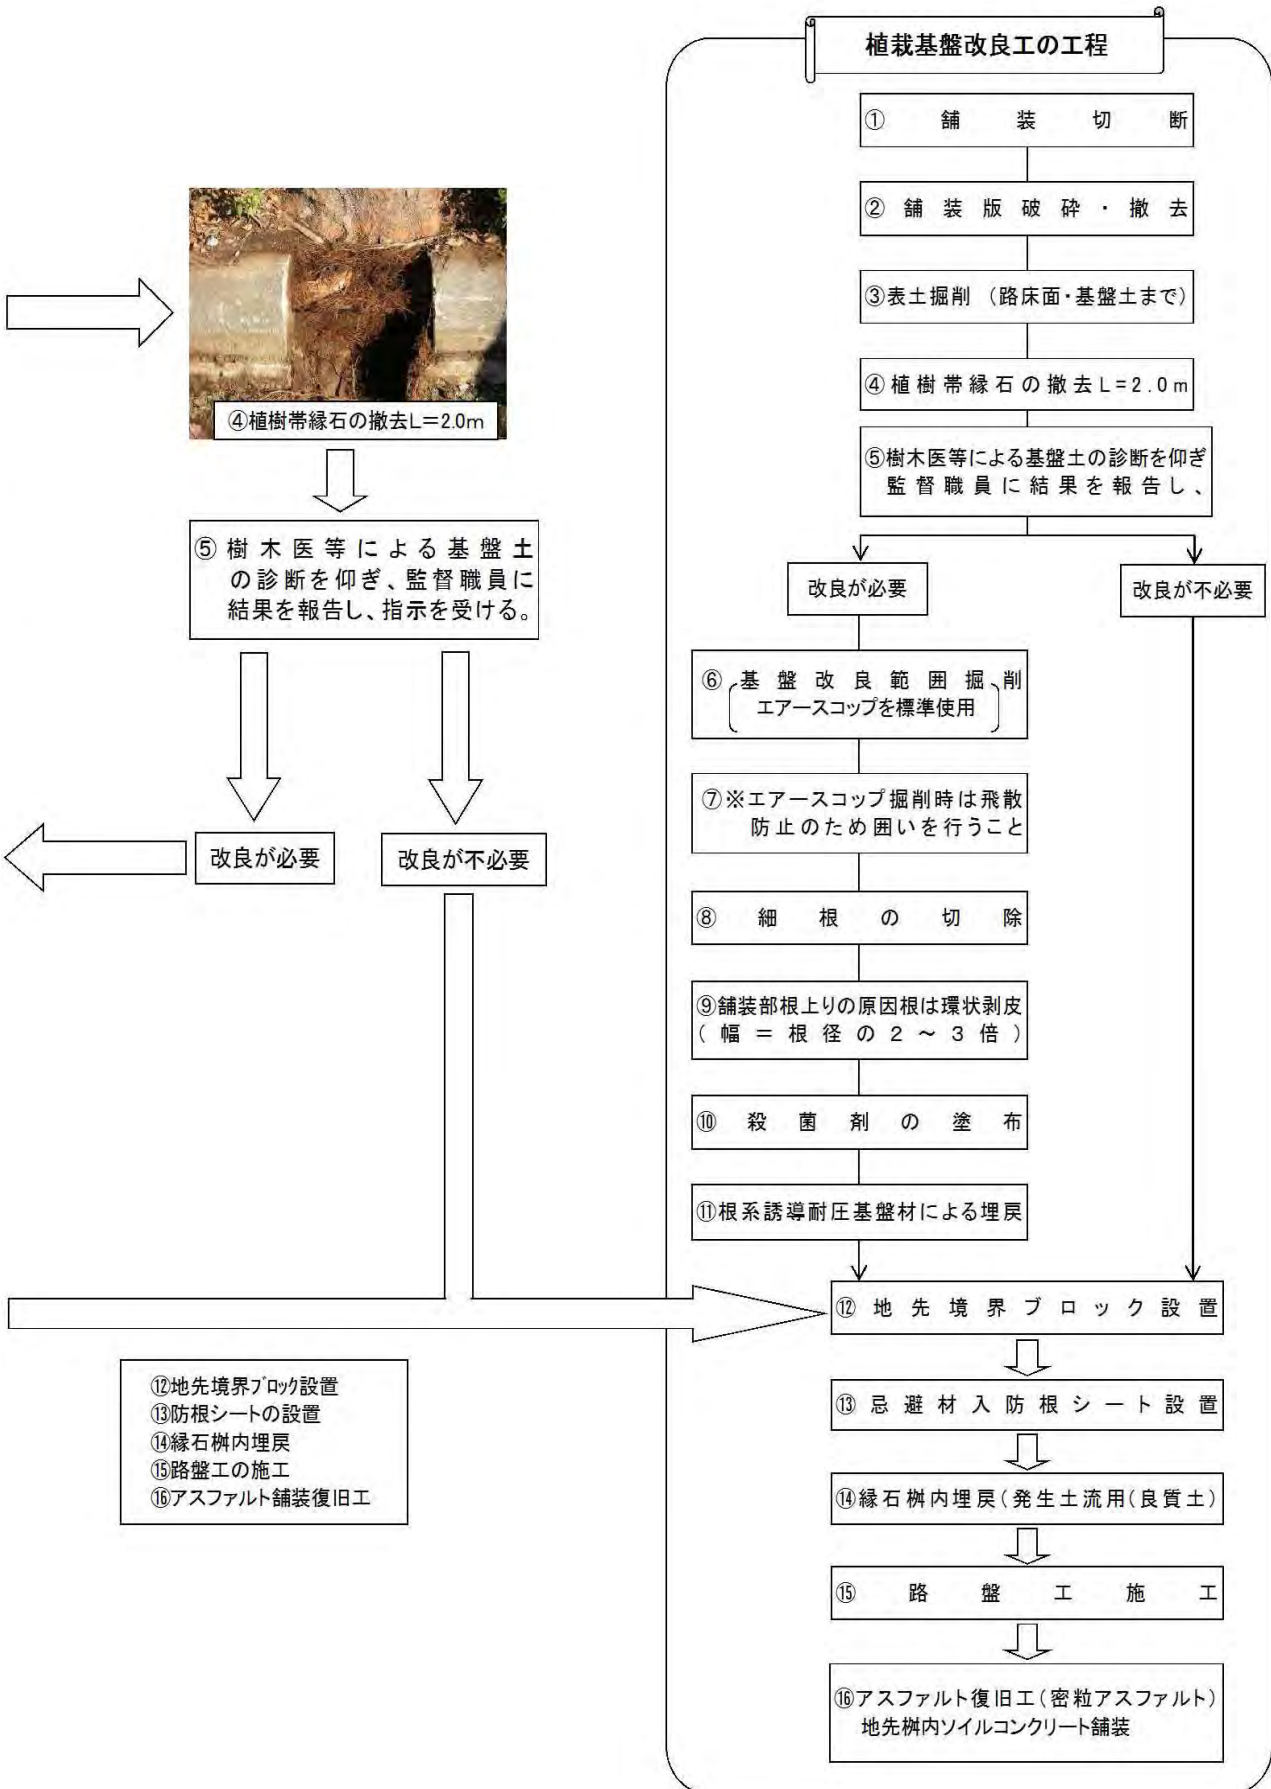 ④植樹帯縁石の撤去L=2.0m
⑤樹木医等による基盤土
の診断を仰ぎ、監督職員に
結果を報告し、指示を受ける。
改良が必要
改良が不必要
⑫地先境界ブロック設置
⑬防根シートの設置
⑭縁石桝内埋戻
⑮路盤工の施工
⑯アスファルト舗装復旧工
植栽基盤改良工の工程
①舗装切断
②舗装版破砕・撤去
③表土掘削（路床面・基盤土まで）
④植樹帯縁石の撤去L=2.0m
⑤樹木医等による基盤土の診断を仰ぎ
監督職員に結果を報告し、
改良が必要
改良が不必要
⑥基盤改良範囲掘削
（エアースコップを標準使用）
⑦※エアースコップ掘削時は飛散
防止のため囲いを行うこと
⑧細根の切除
⑨舗装部根上りの原因根は環状剥皮
(幅＝根径の2～3倍)
⑩殺菌剤の塗布
⑪根系誘導耐圧基盤材による埋戻
⑫地先境界ブロック設置
⑬忌避材入防根シート設置
⑭縁石桝内埋戻(発生土流用(良質土)
⑮路盤工施工
⑯アスファルト復旧工(密粒アスファルト)
地先桝内ソイルコンクリート舗装